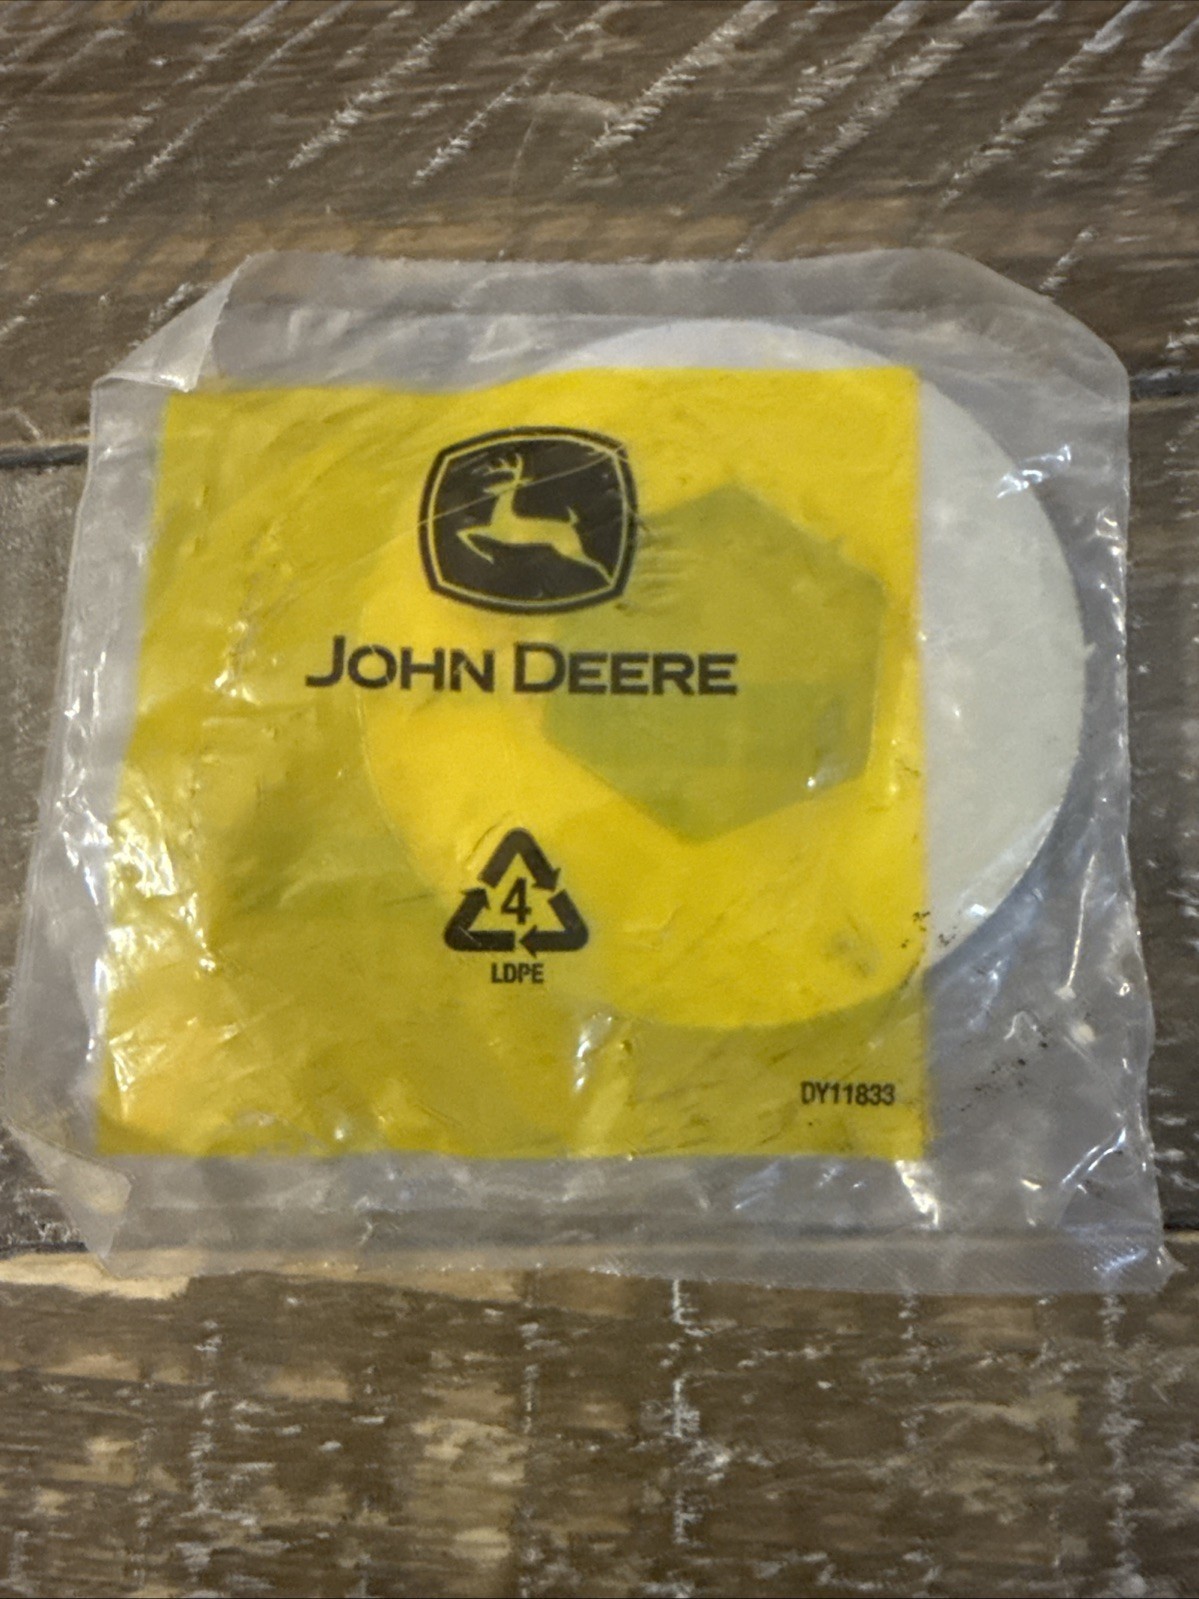 JOHN DEERE
4
LDPE
DY11833